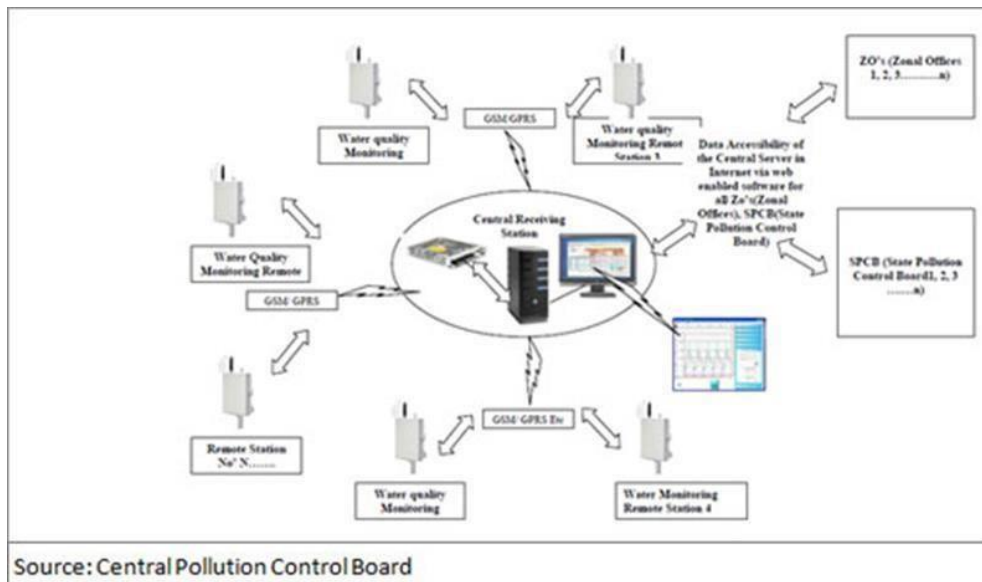 Water quality
Monitoring
GSM/GPRS
Water quality
Monitoring Remot
Station 3
ZO's (Zonal Offices
1, 2, 3...........n)
Data Accessibility of
the Central Server in
Internet via web
enabled software for
all Zo's(Zonal
Offices), SPCB(State
Pollution Control
Board)
SPCB (State Pollution
Control Board1, 2, 3
........n)
Water Quality
Monitoring Remote
GSM/ GPRS
Central Receiving
Station
Remote Station
No' N.......
GSM/ GPRS Etc
Water quality
Monitoring
Water Monitoring
Remote Station 4
Source: Central Pollution Control Board